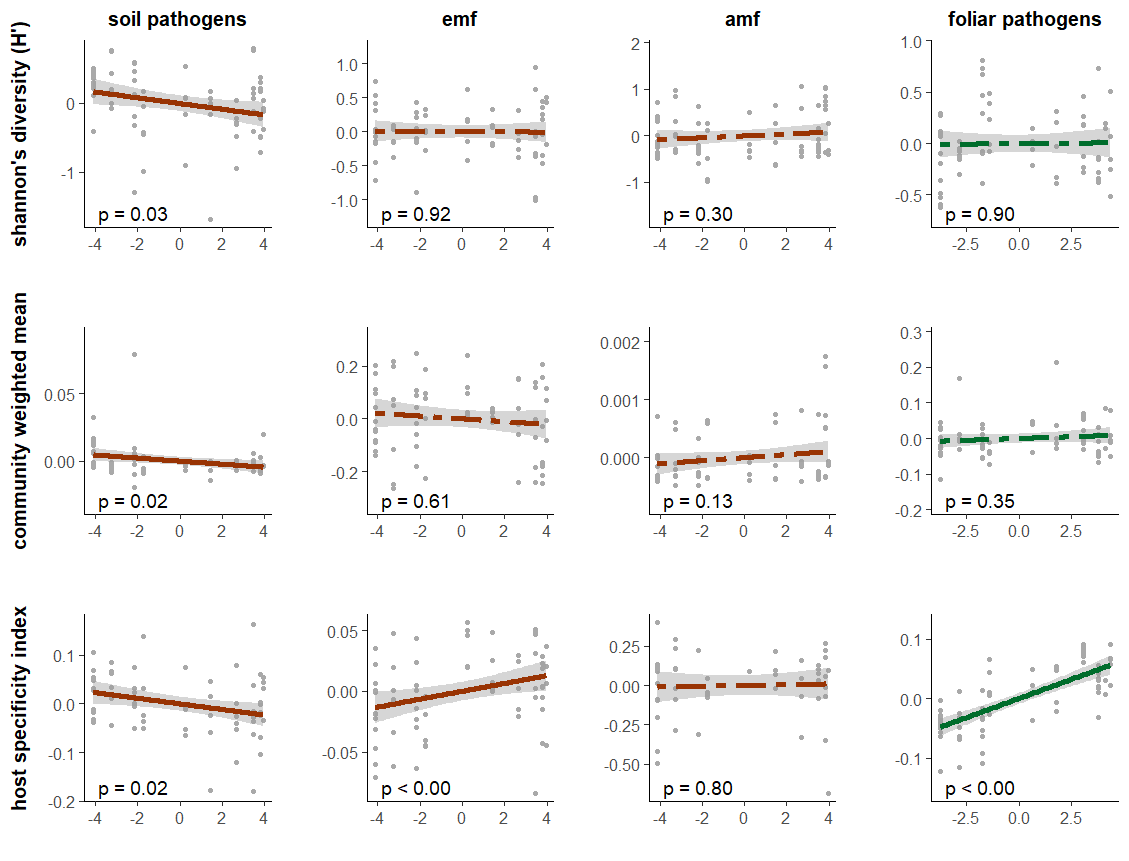 soil pathogens emf amf foliar pathogens
shannon's diversity (H')
0
-1
p = 0.03
-4 -2 0 2 4
1.0
0.5
0.0
-0.5
-1.0
p = 0.92
-4 -2 0 2 4
2
1
0
-1
p = 0.30
-4 -2 0 2 4
1.0
0.5
0.0
-0.5
p = 0.90
-2.5 0.0 2.5
community weighted mean
0.05
0.00
p = 0.02
-4 -2 0 2 4
0.2
0.0
-0.2
p = 0.61
-4 -2 0 2 4
0.002
0.001
0.000
p = 0.13
-4 -2 0 2 4
0.3
0.2
0.1
0.0
-0.1
-0.2
p = 0.35
-2.5 0.0 2.5
host specificity index
0.1
0.0
-0.1
-0.2
p = 0.02
-4 -2 0 2 4
0.05
0.00
-0.05
p < 0.00
-4 -2 0 2 4
0.25
0.00
-0.25
-0.50
p = 0.80
-4 -2 0 2 4
0.1
0.0
-0.1
p < 0.00
-2.5 0.0 2.5